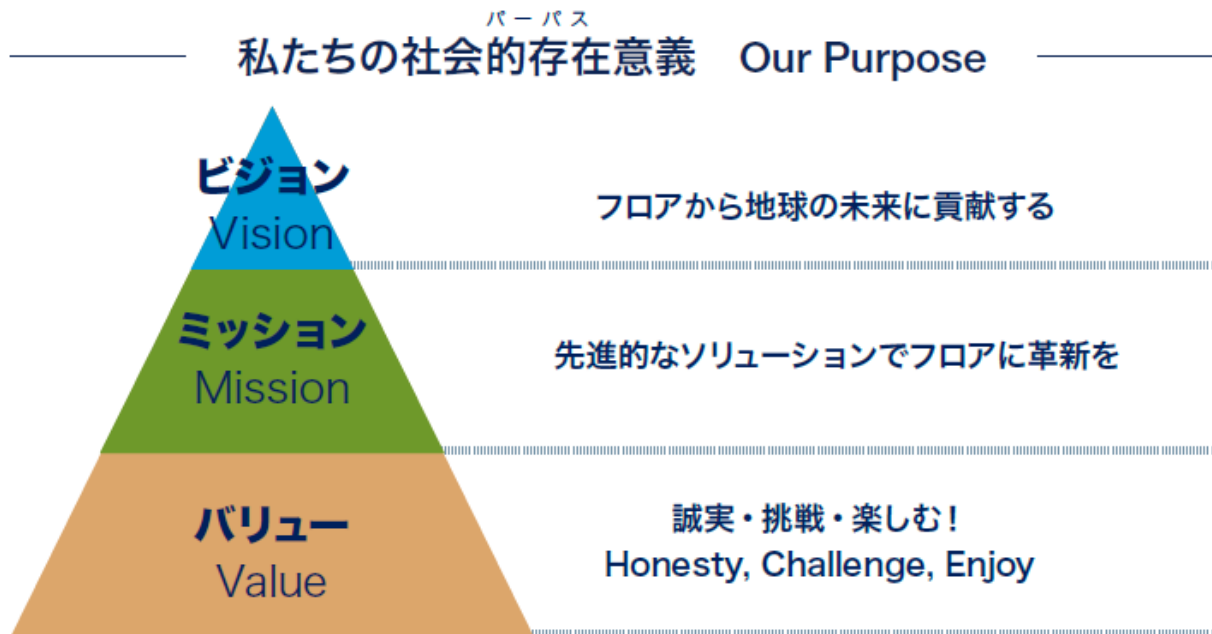 パーパス
私たちの社会的存在意義 Our Purpose
ビジョン
Vision
フロアから地球の未来に貢献する
ミッション
Mission
先進的なソリューションでフロアに革新を
バリュー
Value
誠実・挑戦・楽しむ！
Honesty, Challenge, Enjoy